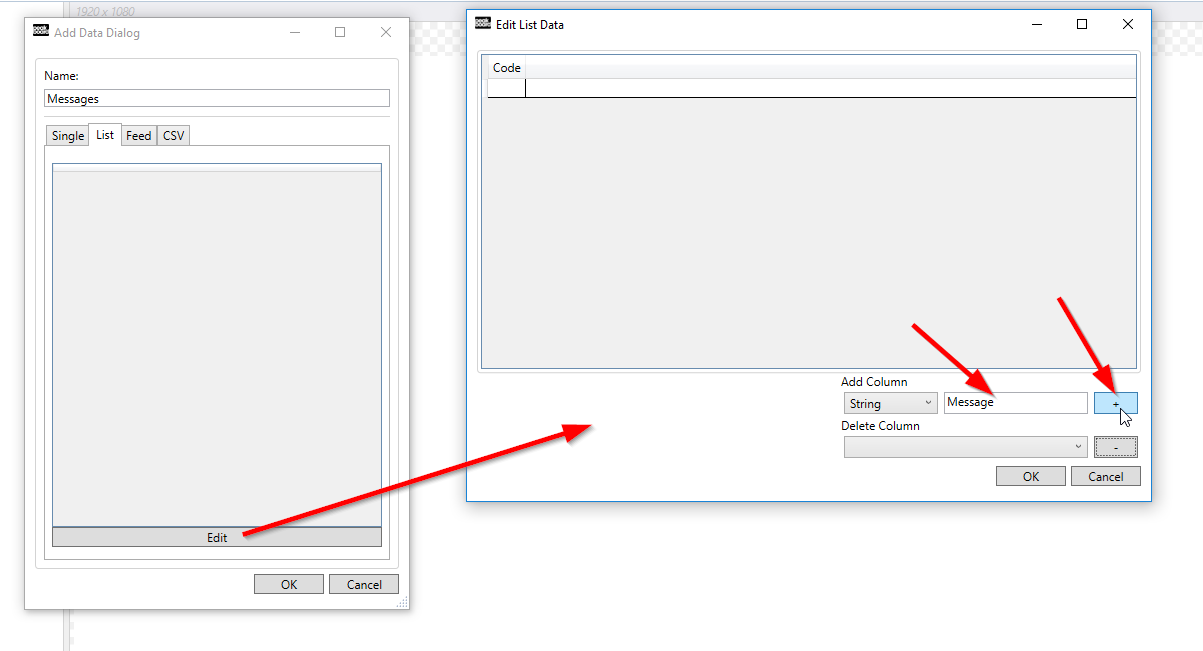 1920 x 1080
Add Data Dialog
Name:
Messages
Single List Feed CSV
Edit
OK Cancel
Edit List Data
Code
Add Column
String Message +
Delete Column
-
OK Cancel